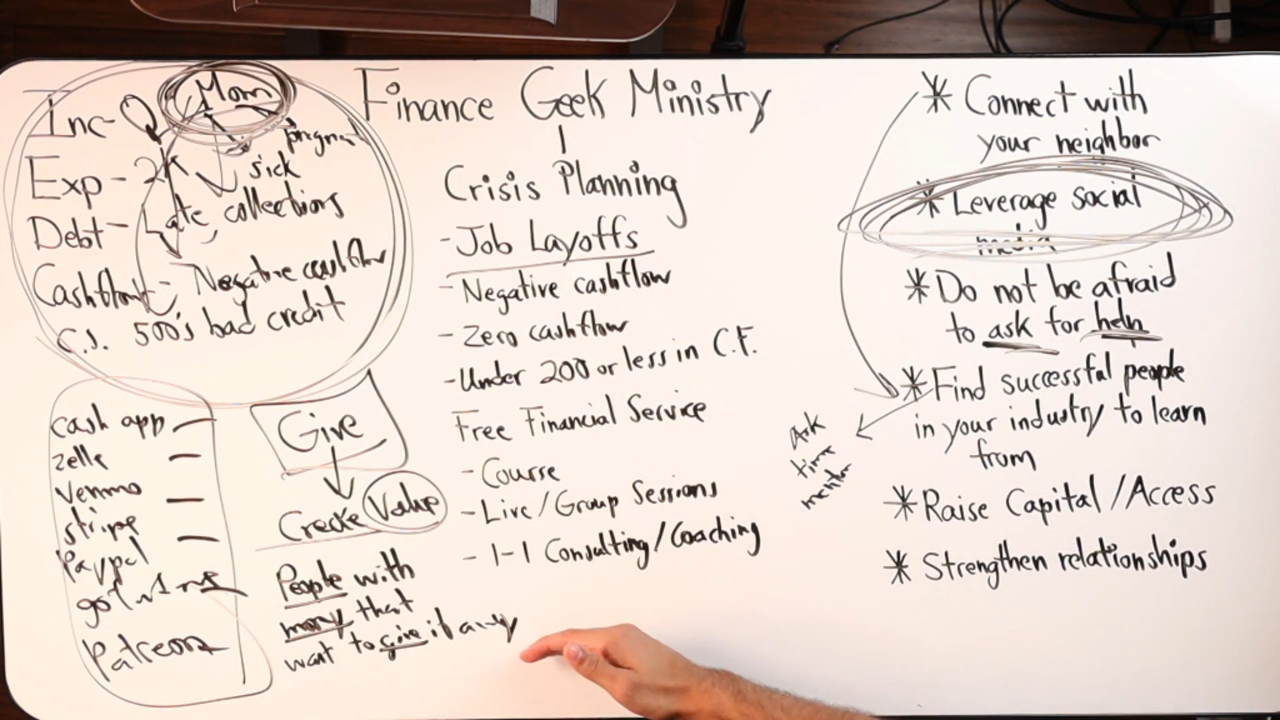 Finance Geek Ministry
Inc - 0
Mom
pregnant
Exp - 2K
sick
Debt - Late, collections
Cashflow - Negative cashflow
C.S. 500's bad credit
cash app -
zelle -
Venmo -
stripe -
Paypal
Patreon
Give
Create Value
People with
money that
want to give it away
Crisis Planning
- Job Layoffs
- Negative cashflow
- Zero cashflow
- Under 200 or less in C.F.
Free Financial Service
- Course
- Live/Group Sessions
- 1-1 Consulting/Coaching
* Connect with
your neighbor
* Leverage social
media
* Do not be afraid
to ask for help
* Find successful people
in your industry to learn
from
Ask
time
mentor
* Raise Capital/Access
* Strengthen relationships